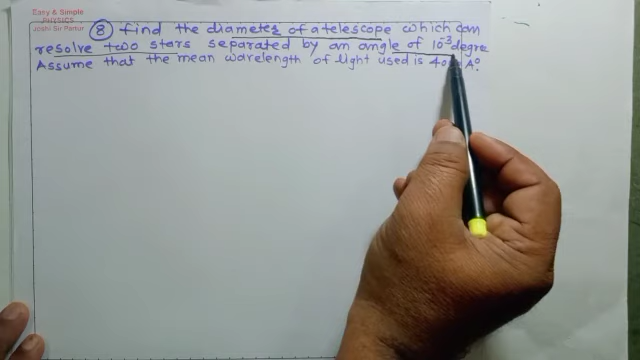 Easy & Simple
PHYSICS
Joshi Sir Partur
8 find the diameter of a telescope which can
resolve two stars separated by an angle of 10⁻³ degree
Assume that the mean wavelength of light used is A°.